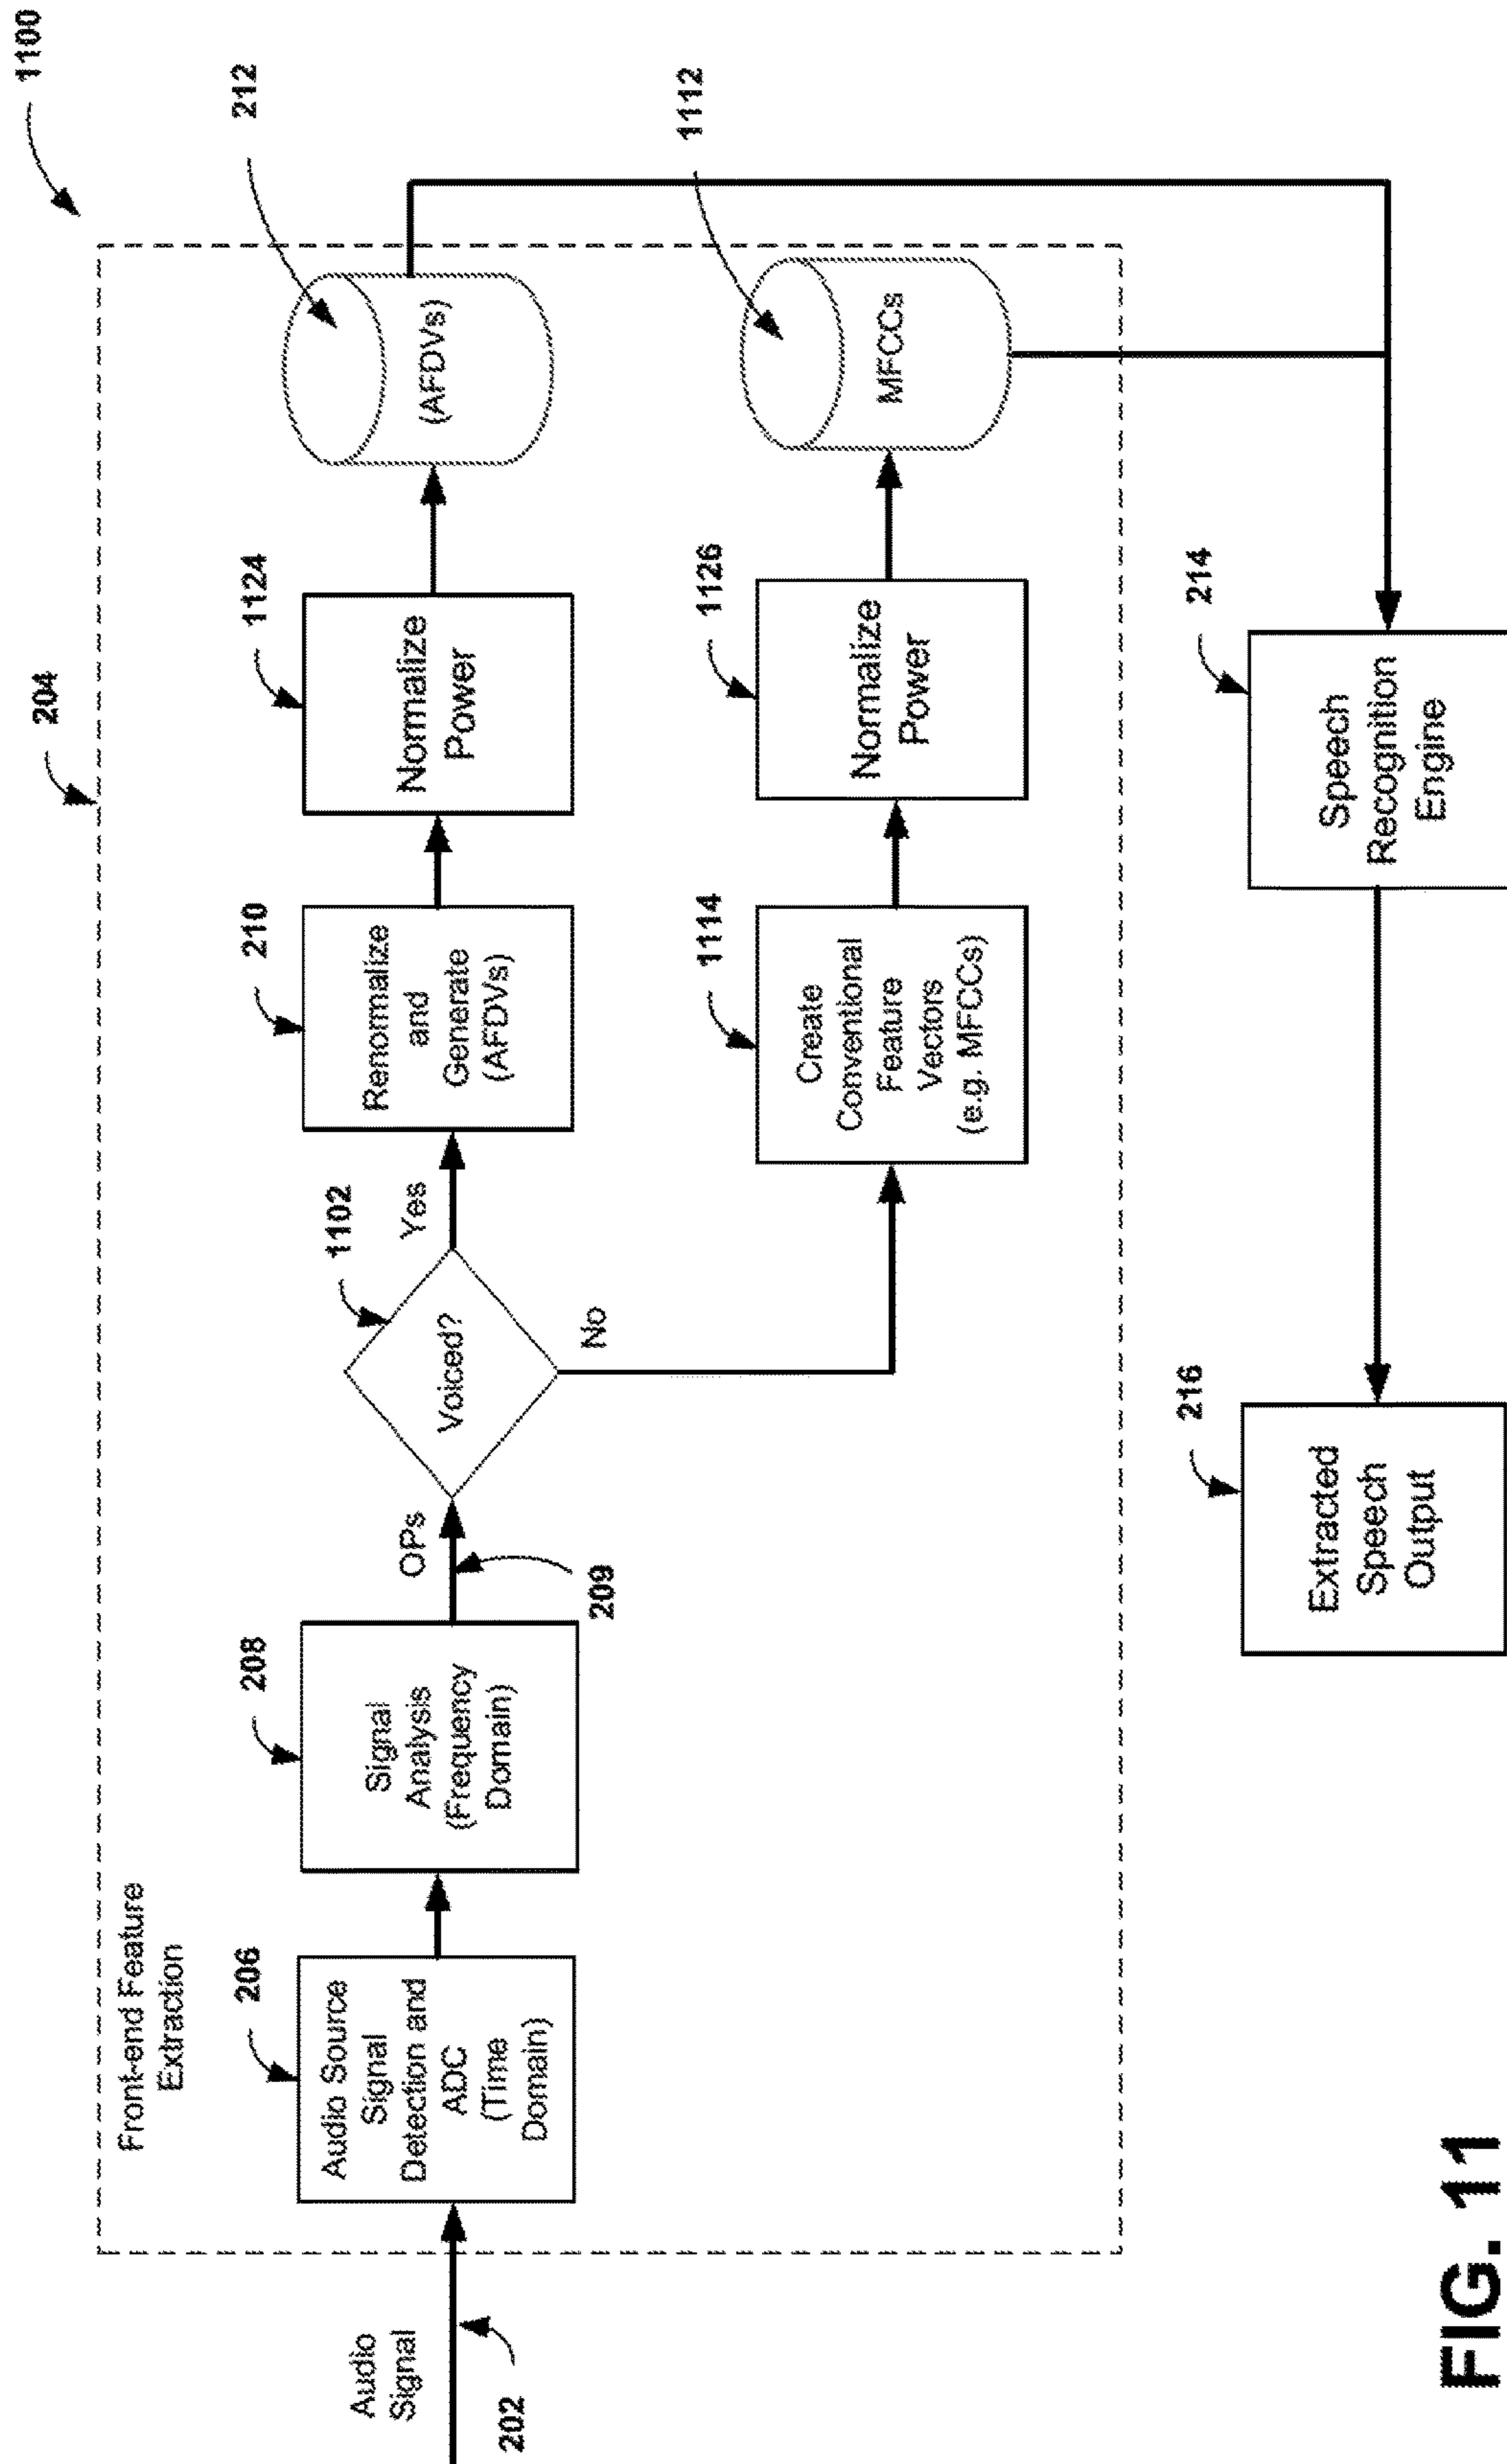 1100
204
Front-end Feature
Extraction
Audio
Signal
202
206
Audio Source
Signal
Detection and
ADC
(Time
Domain)
208
Signal
Analysis
(Frequency
Domain)
OPs
209
1102
Voiced?
Yes
No
210
Renormalize
and
Generate
(AFDVs)
1124
Normalize
Power
212
(AFDVs)
1114
Create
Conventional
Feature
Vectors
(e.g. MFCCs)
1126
Normalize
Power
1112
MFCCs
214
Speech
Recognition
Engine
216
Extracted
Speech
Output
FIG. 11